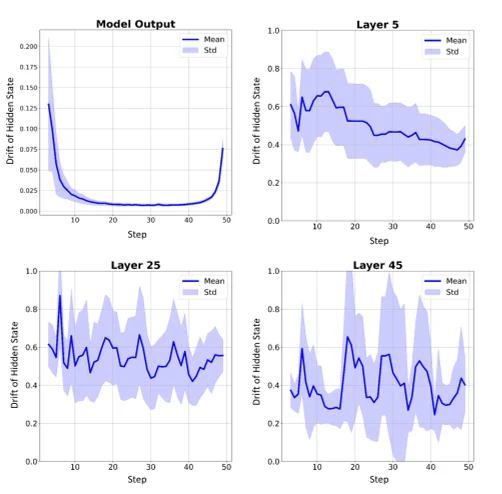 Model Output
Mean
Std
0.200
0.175
0.150
0.125
0.100
0.075
0.050
0.025
0.000
Drift of Hidden State
10 20 30 40 50
Step
Layer 5
Mean
Std
1.0
0.8
0.6
0.4
0.2
0.0
Drift of Hidden State
10 20 30 40 50
Step
Layer 25
Mean
Std
1.0
0.8
0.6
0.4
0.2
0.0
Drift of Hidden State
10 20 30 40 50
Step
Layer 45
Mean
Std
1.0
0.8
0.6
0.4
0.2
0.0
Drift of Hidden State
10 20 30 40 50
Step